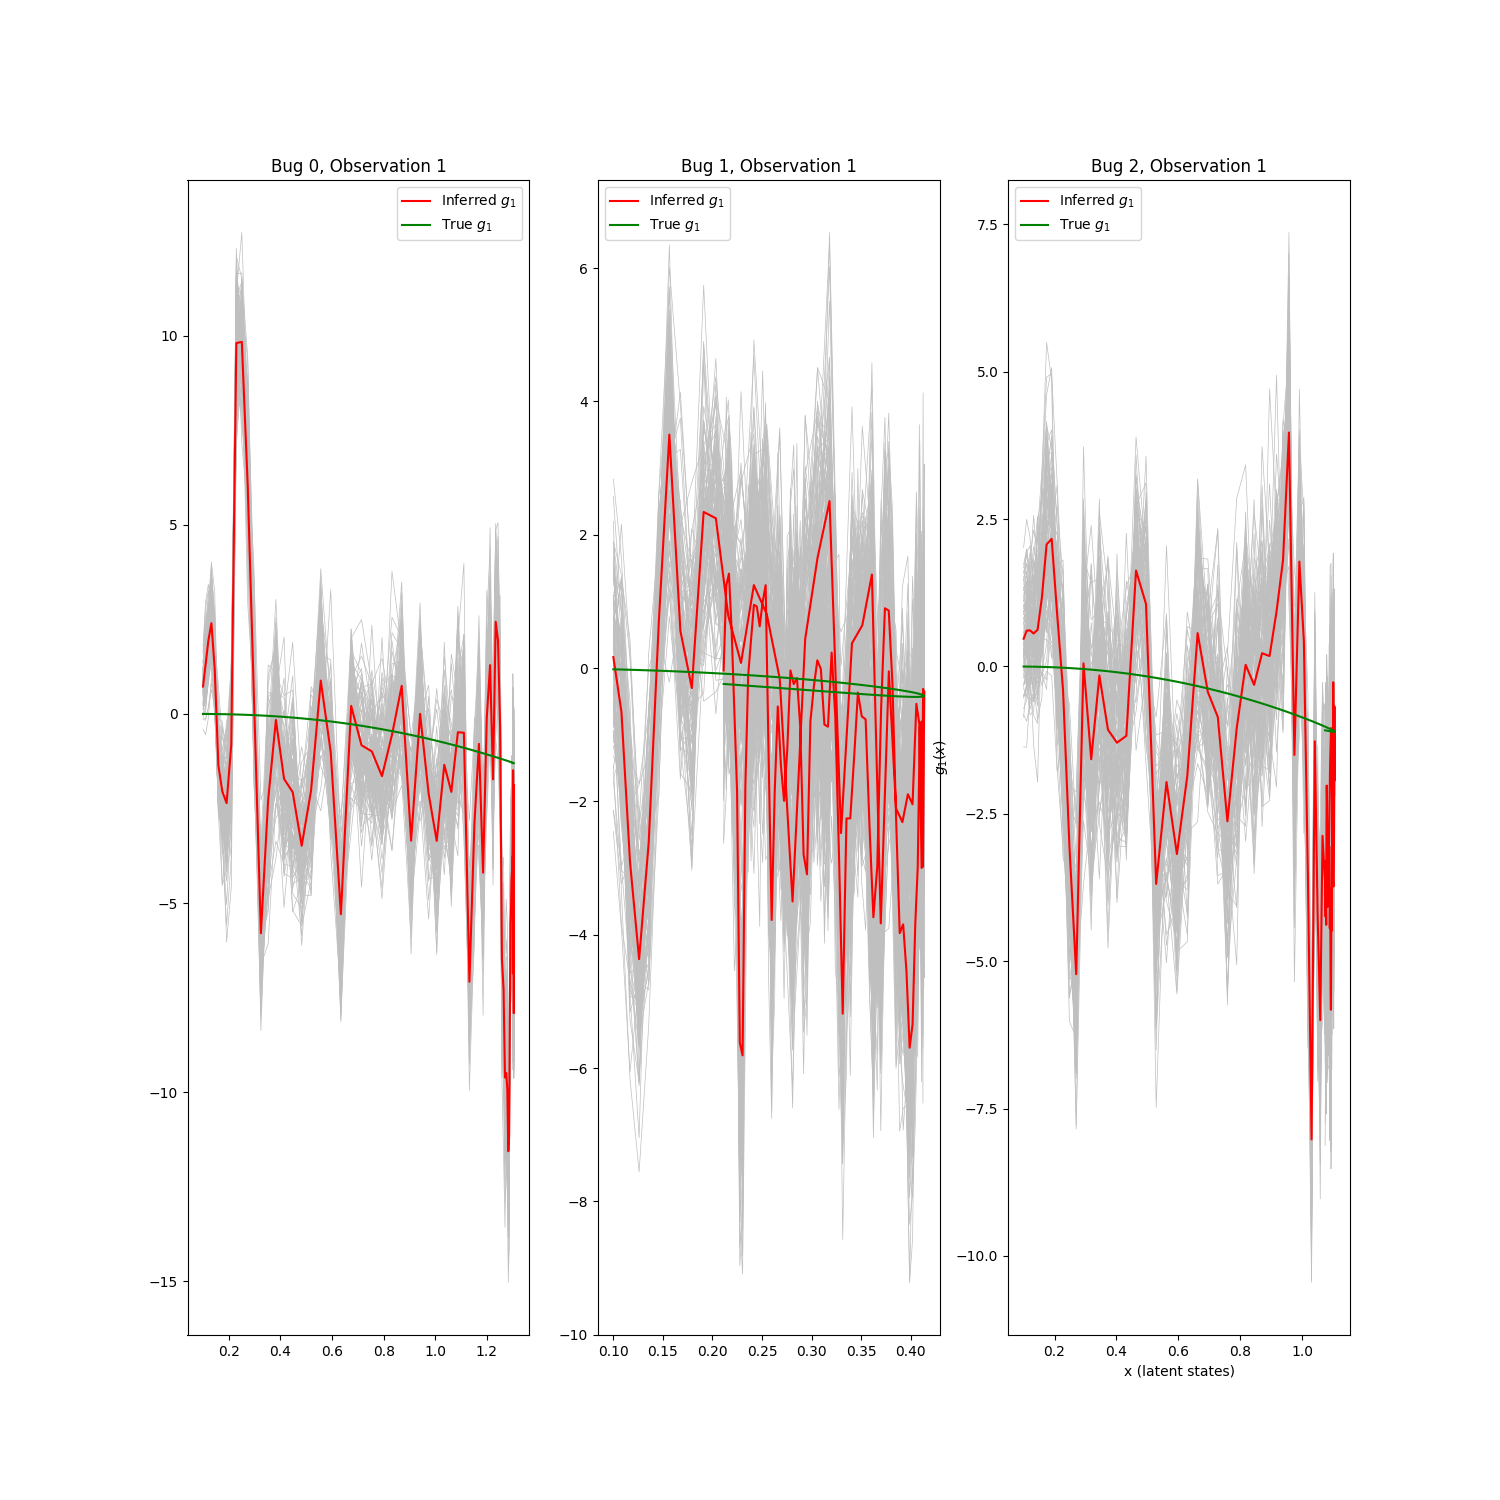 Bug 0, Observation 1
Inferred g₁
True g₁
10
5
0
−5
−10
−15
0.2 0.4 0.6 0.8 1.0 1.2
Bug 1, Observation 1
Inferred g₁
True g₁
6
4
2
0
−2
−4
−6
−8
−10
0.10 0.15 0.20 0.25 0.30 0.35 0.40
Bug 2, Observation 1
Inferred g₁
True g₁
7.5
5.0
2.5
0.0
−2.5
−5.0
−7.5
−10.0
g₁(x)
0.2 0.4 0.6 0.8 1.0
x (latent states)